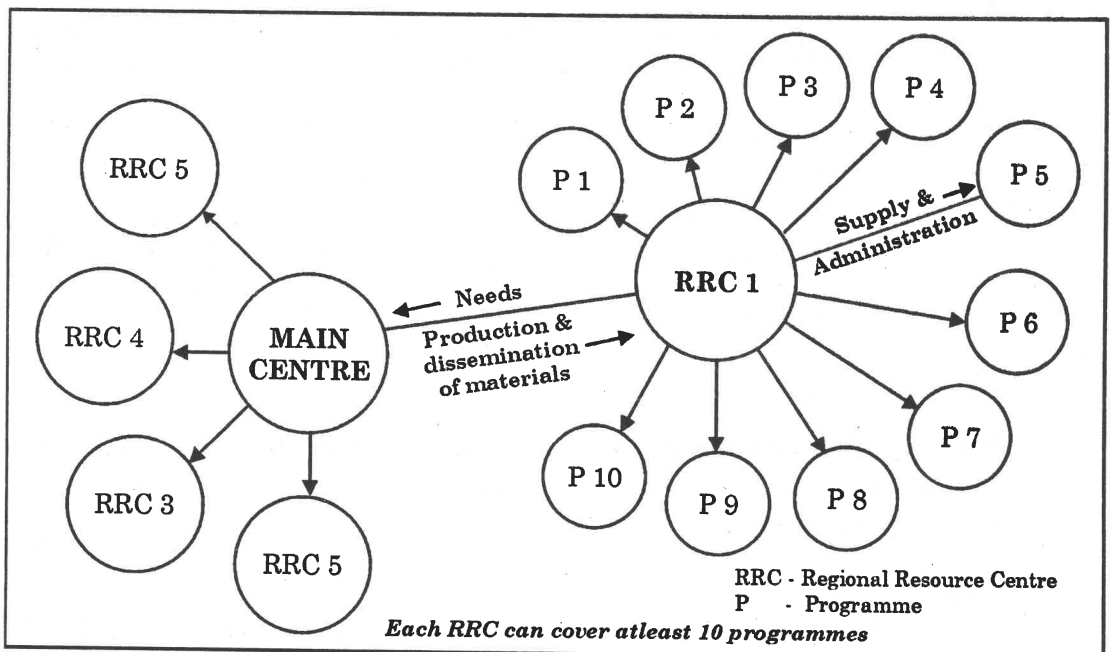 RRC 5
RRC 4
RRC 3
RRC 5
MAIN
CENTRE
Needs
Production &
dissemination
of materials
RRC 1
P 1
P 2
P 3
P 4
Supply &
Administration
P 5
P 6
P 7
P 8
P 9
P 10
RRC - Regional Resource Centre
P - Programme
Each RRC can cover atleast 10 programmes